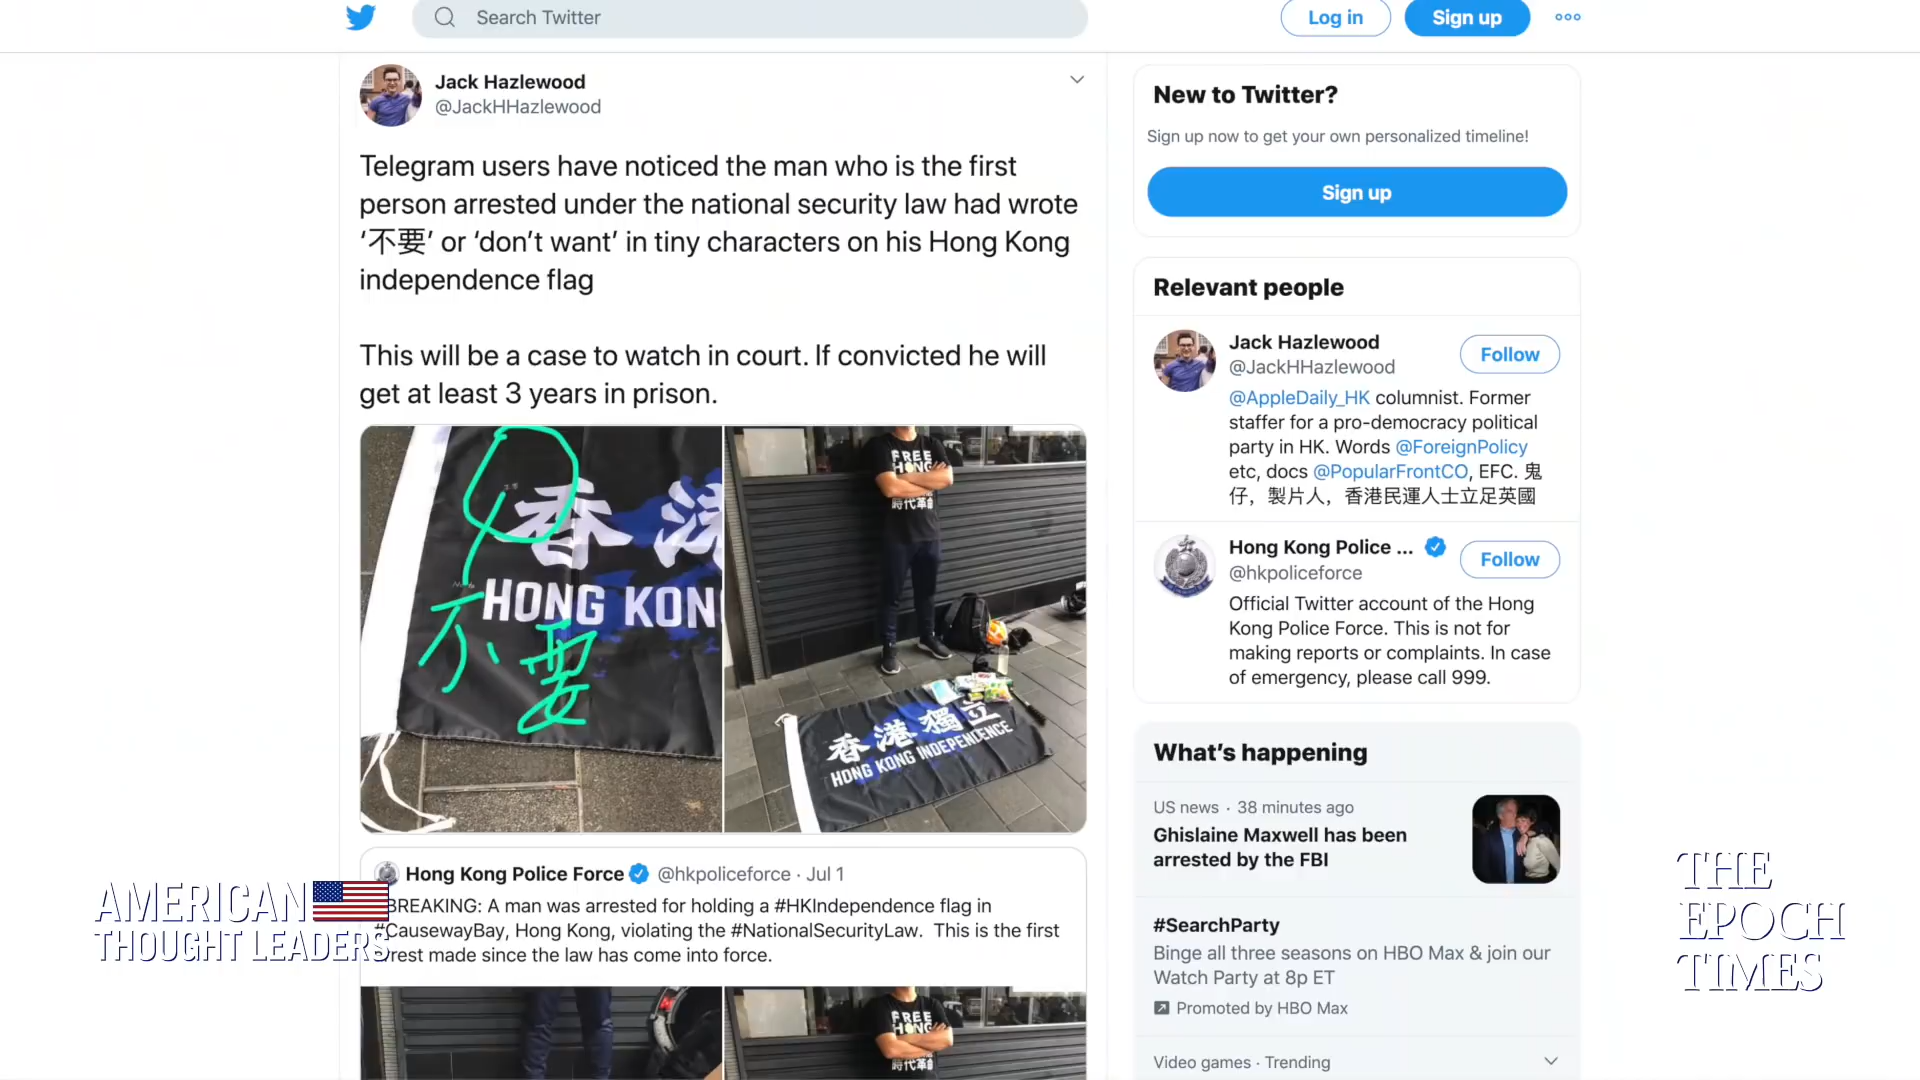 Search Twitter
Log in
Sign up
Jack Hazlewood
@JackHHazlewood
Telegram users have noticed the man who is the first
person arrested under the national security law had wrote
‘不要’ or ‘don’t want’ in tiny characters on his Hong Kong
independence flag
This will be a case to watch in court. If convicted he will
get at least 3 years in prison.
香港
HONG KON
不要
FREE
HONG
時代革命
香港獨立
HONG KONG INDEPENDENCE
Hong Kong Police Force @hkpoliceforce · Jul 1
BREAKING: A man was arrested for holding a #HKIndependence flag in
#CausewayBay, Hong Kong, violating the #NationalSecurityLaw. This is the first
rrest made since the law has come into force.
FREE
HONG
時代革命
New to Twitter?
Sign up now to get your own personalized timeline!
Sign up
Relevant people
Jack Hazlewood
@JackHHazlewood
Follow
@AppleDaily_HK columnist. Former
staffer for a pro-democracy political
party in HK. Words @ForeignPolicy
etc, docs @PopularFrontCO, EFC. 鬼
仔，製片人，香港民運人士立足英國
Hong Kong Police ...
@hkpoliceforce
Follow
Official Twitter account of the Hong
Kong Police Force. This is not for
making reports or complaints. In case
of emergency, please call 999.
What’s happening
US news · 38 minutes ago
Ghislaine Maxwell has been
arrested by the FBI
#SearchParty
Binge all three seasons on HBO Max & join our
Watch Party at 8p ET
Promoted by HBO Max
Video games · Trending
AMERICAN
THOUGHT LEADERS
THE
EPOCH
TIMES